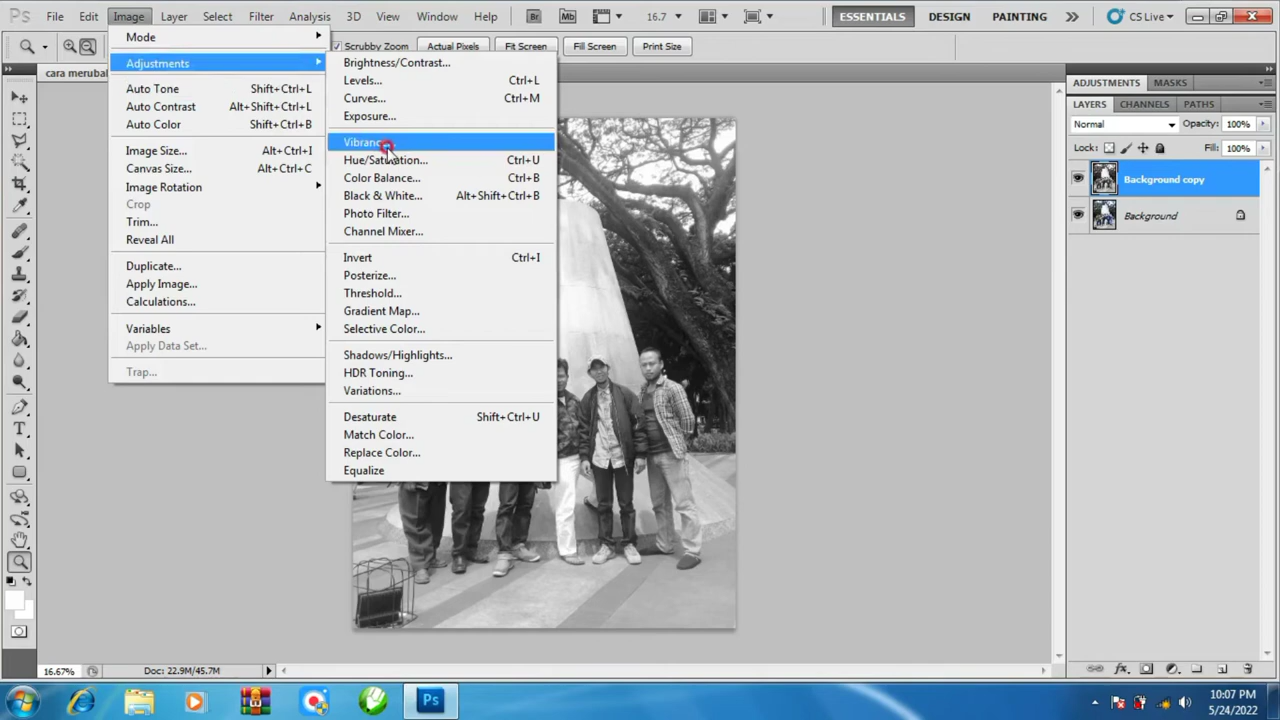 Ps File Edit Image Layer Select Filter Analysis 3D View Window Help Br Mb 16.7 ESSENTIALS DESIGN PAINTING CS Live
Scrubby Zoom Actual Pixels Fit Screen Fill Screen Print Size
cara merubal
Mode
Adjustments
Auto Tone Shift+Ctrl+L
Auto Contrast Alt+Shift+Ctrl+L
Auto Color Shift+Ctrl+B
Image Size... Alt+Ctrl+I
Canvas Size... Alt+Ctrl+C
Image Rotation
Crop
Trim...
Reveal All
Duplicate...
Apply Image...
Calculations...
Variables
Apply Data Set...
Trap...
Brightness/Contrast...
Levels... Ctrl+L
Curves... Ctrl+M
Exposure...
Vibrance...
Hue/Saturation... Ctrl+U
Color Balance... Ctrl+B
Black & White... Alt+Shift+Ctrl+B
Photo Filter...
Channel Mixer...
Invert Ctrl+I
Posterize...
Threshold...
Gradient Map...
Selective Color...
Shadows/Highlights...
HDR Toning...
Variations...
Desaturate Shift+Ctrl+U
Match Color...
Replace Color...
Equalize
ADJUSTMENTS MASKS
LAYERS CHANNELS PATHS
Normal Opacity: 100%
Lock: Fill: 100%
Background copy
Background
16.67% Doc: 22.9M/45.7M
Ps
10:07 PM
5/24/2022